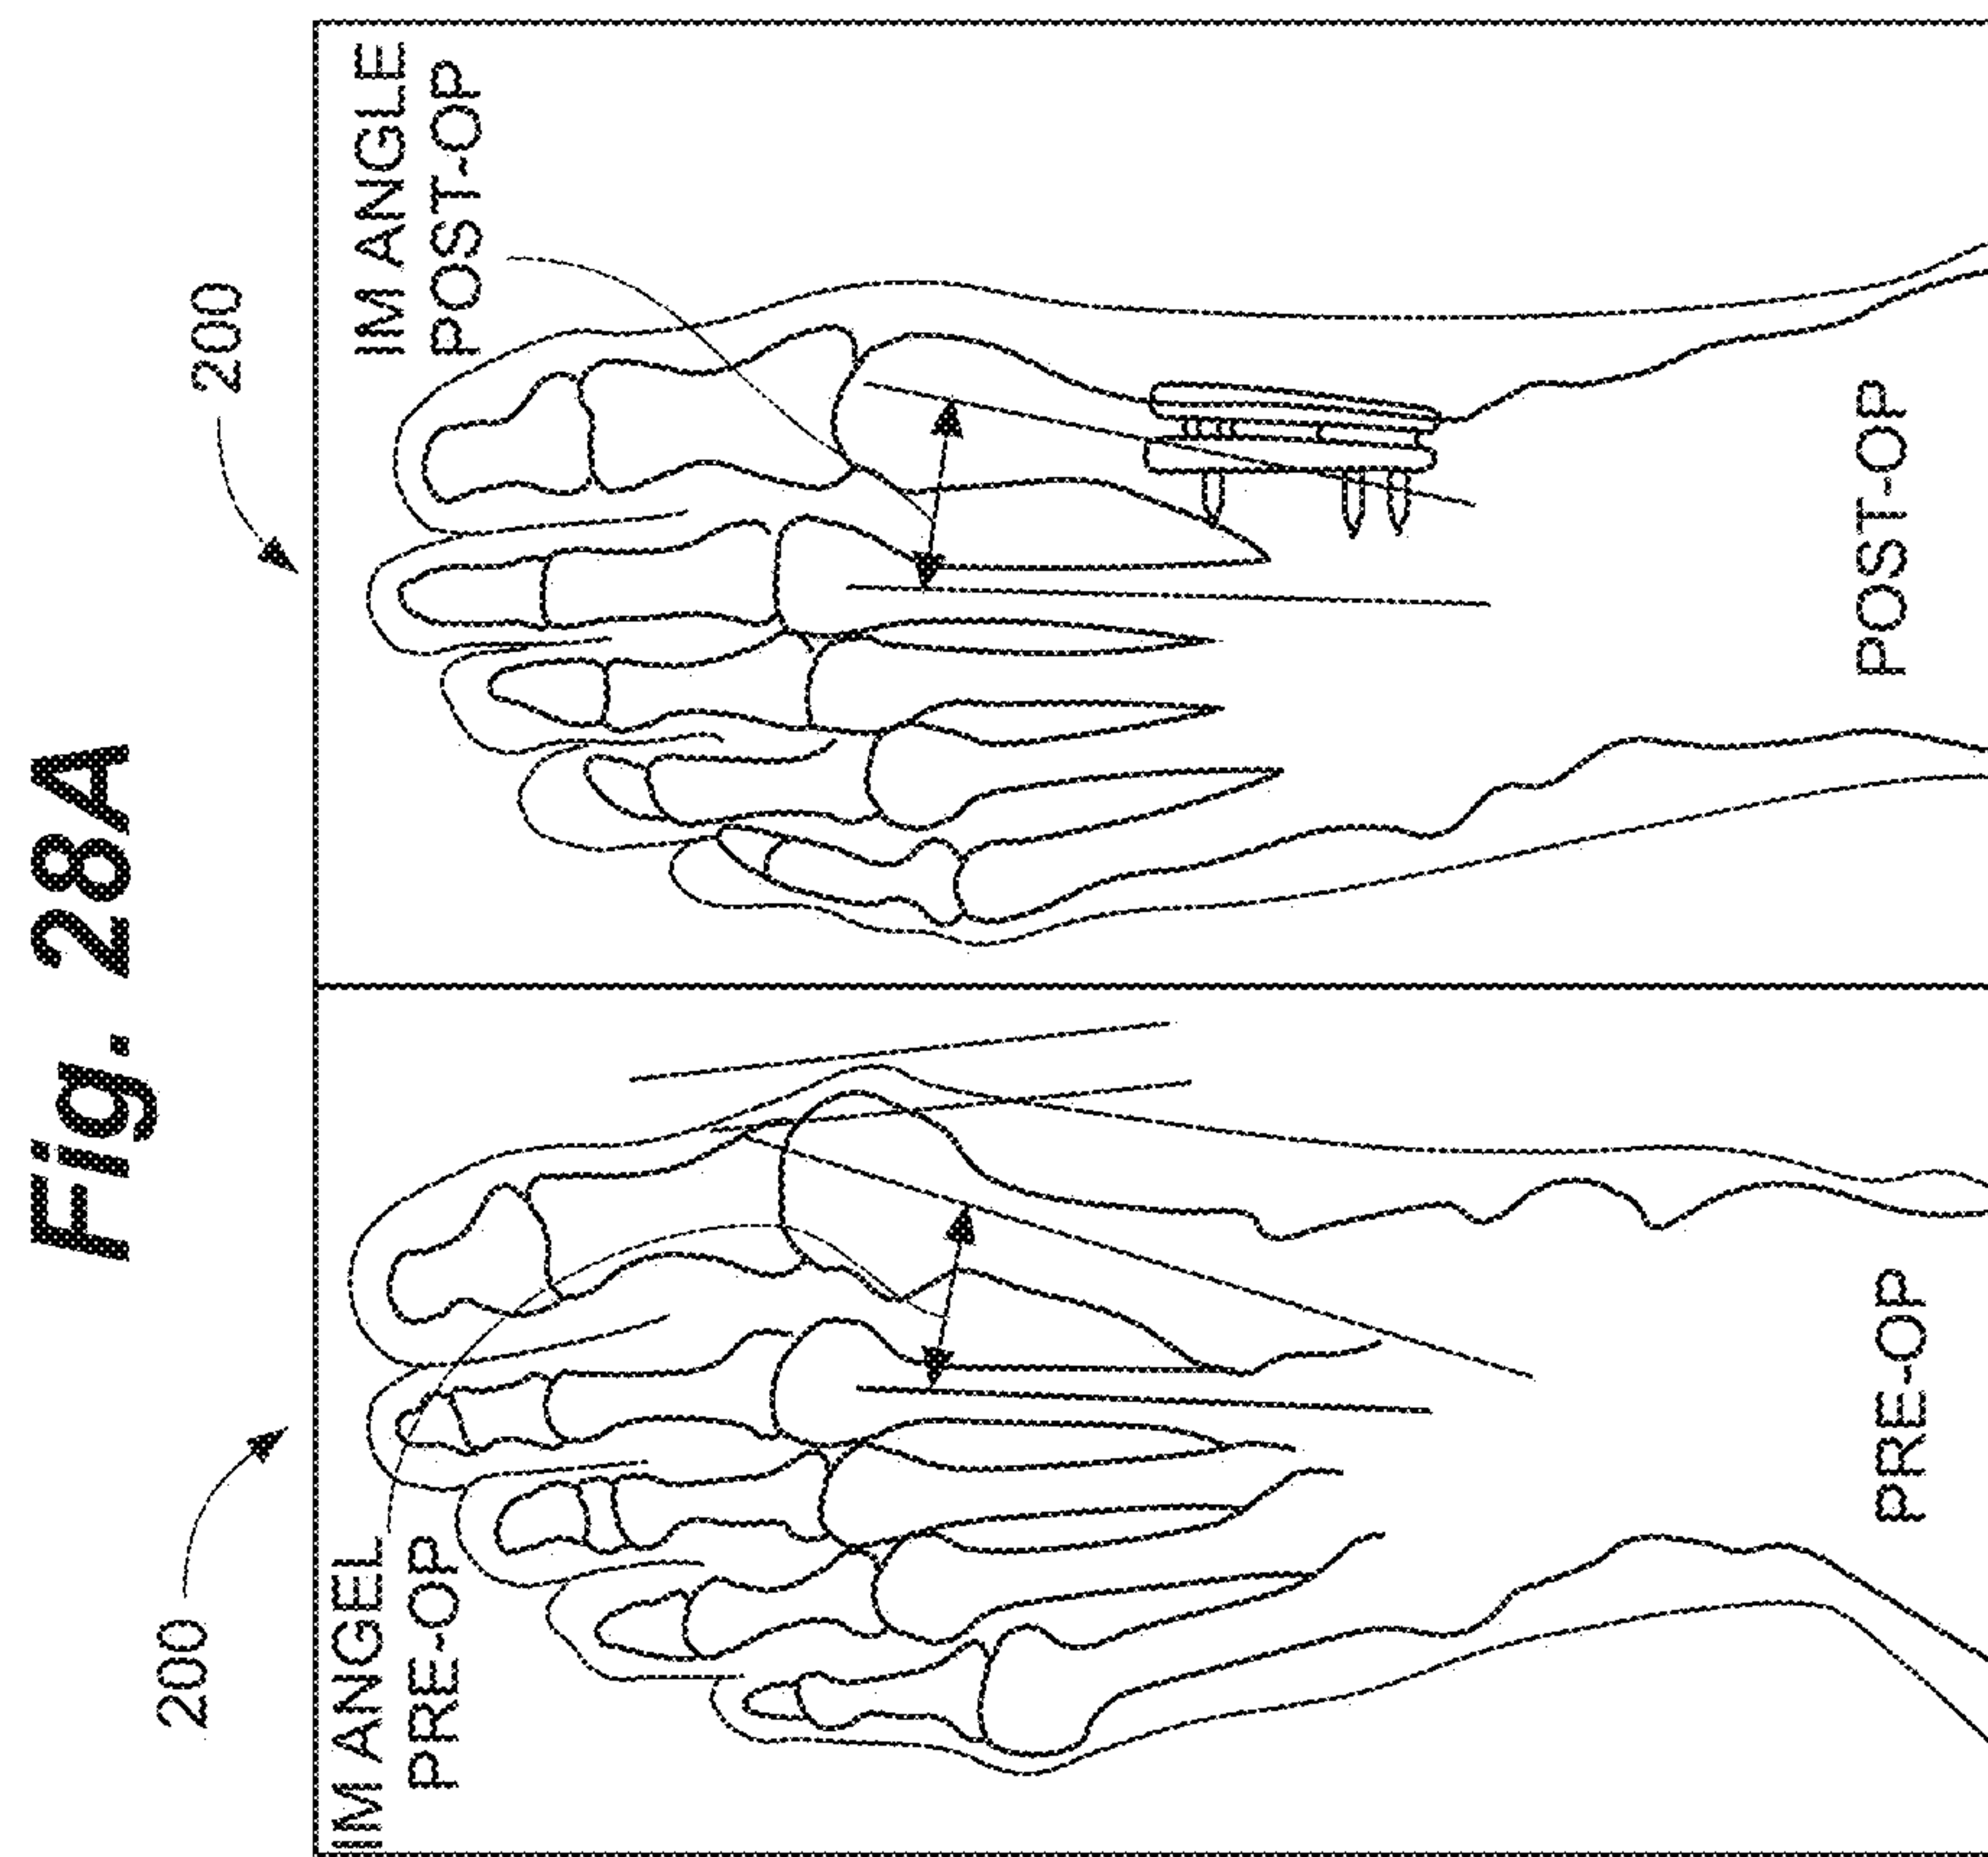 Fig. 28A
200
200
IM ANGEL
PRE-OP
IM ANGLE
POST-OP
PRE-OP
POST-OP